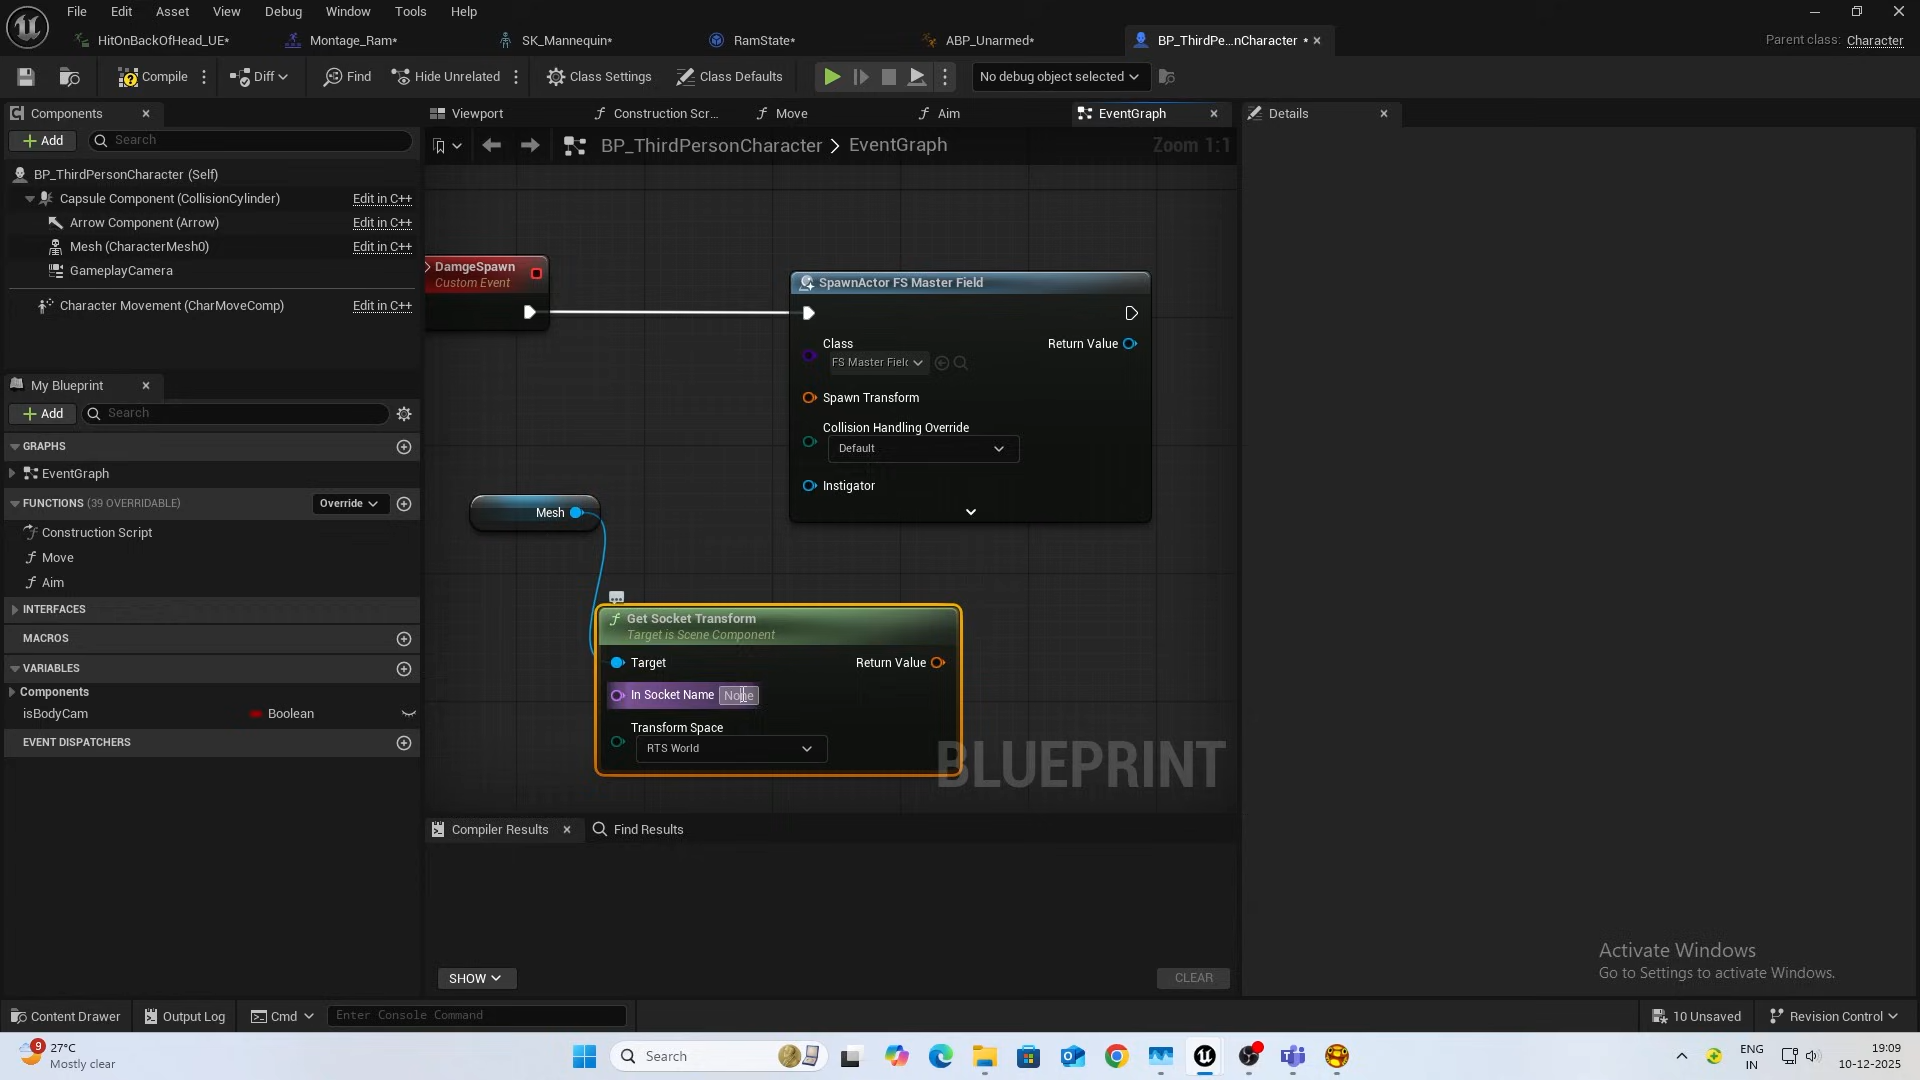 File Edit Asset View Debug Window Tools Help
HitOnBackOfHead_UE* Montage_Ram* SK_Mannequin* RamState* ABP_Unarmed* BP_ThirdPe...nCharacter * Parent class: Character
Compile Diff Find Hide Unrelated Class Settings Class Defaults No debug object selected
Components Viewport Construction Scr... Move Aim EventGraph Details
Add Search BP_ThirdPersonCharacter EventGraph Zoom 1:1
BP_ThirdPersonCharacter (Self)
Capsule Component (CollisionCylinder) Edit in C++
Arrow Component (Arrow) Edit in C++
Mesh (CharacterMesh0) Edit in C++
GameplayCamera
Character Movement (CharMoveComp) Edit in C++
My Blueprint
Add Search
GRAPHS
EventGraph
FUNCTIONS (39 OVERRIDABLE) Override
Construction Script
Move
Aim
INTERFACES
MACROS
VARIABLES
Components
isBodyCam Boolean
EVENT DISPATCHERS
DamgeSpawn
Custom Event
SpawnActor FS Master Field
Class Return Value
FS Master Fielc
Spawn Transform
Collision Handling Override
Default
Instigator
Mesh
Get Socket Transform
Target is Scene Component
Target Return Value
In Socket Name None
Transform Space
RTS World
BLUEPRINT
Compiler Results Find Results
SHOW CLEAR
Activate Windows
Go to Settings to activate Windows.
Content Drawer Output Log Cmd Enter Console Command 10 Unsaved Revision Control
9 27°C
Mostly clear
Search
ENG
IN
19:09
10-12-2025